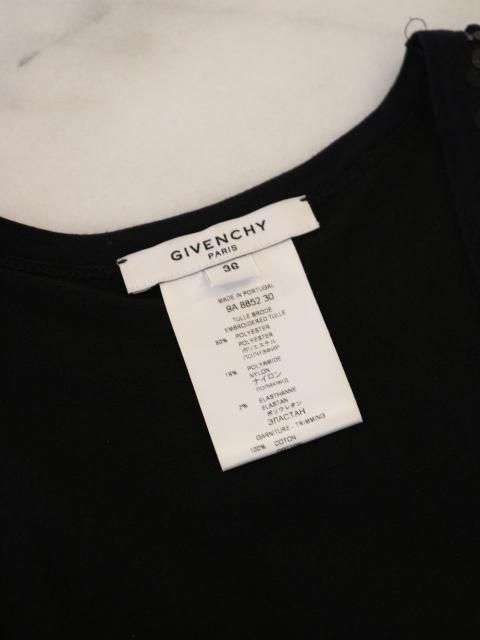 GIVENCHY
PARIS
36
MADE IN PORTUGAL
9A 8852 30
TULLE BRODE
EMBROIDERED TULLE
80% POLYESTER
POLYESTER
ポリエステル
ПОЛИЭФИР
18% POLYAMIDE
NYLON
ナイロン
ПОЛИАМИД
2% ELASTHANNE
ELASTAN
ポリウレタン
ЭЛАСТАН
GARNITURE - TRIMMING
100% COTON